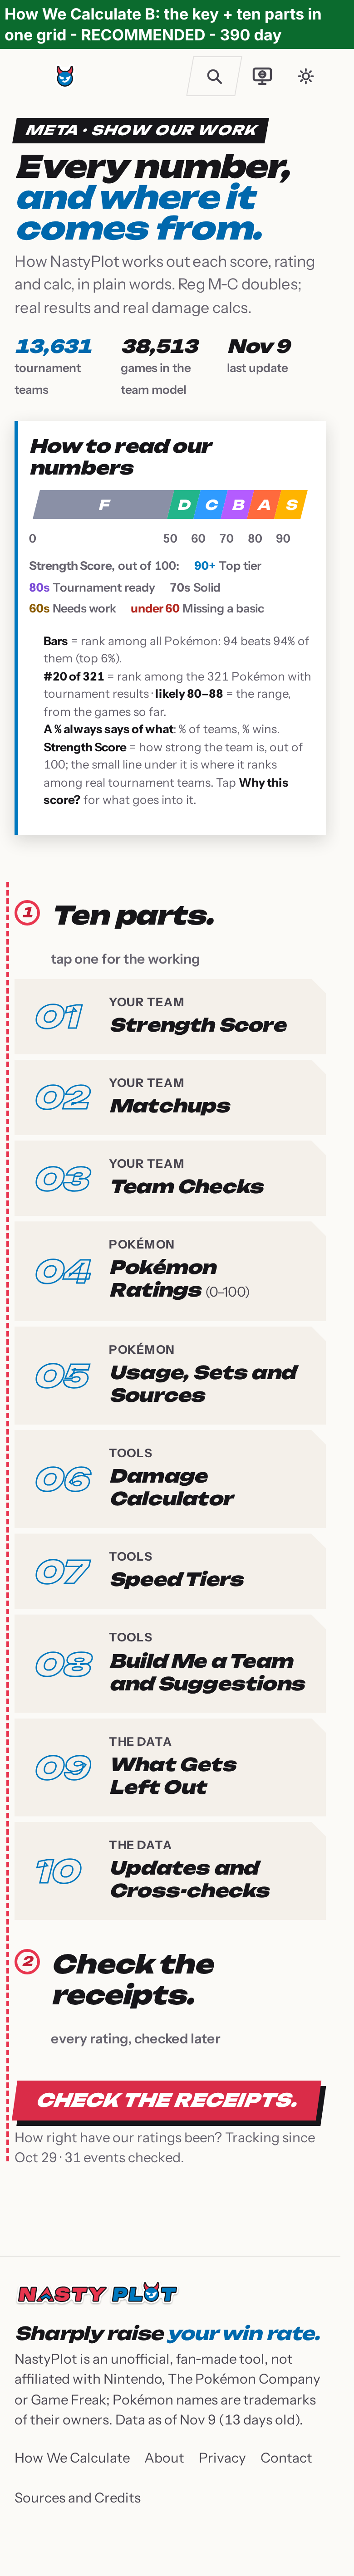 How We Calculate B: the key + ten parts in
one grid - RECOMMENDED - 390 day
META · SHOW OUR WORK
Every number,
and where it
comes from.
How NastyPlot works out each score, rating
and calc, in plain words. Reg M-C doubles;
real results and real damage calcs.
13,631 38,513 Nov 9
tournament games in the last update
teams team model
How to read our
numbers
F D C B A S
0 50 60 70 80 90
Strength Score, out of 100: 90+ Top tier
80s Tournament ready 70s Solid
60s Needs work under 60 Missing a basic
Bars = rank among all Pokémon: 94 beats 94% of
them (top 6%).
#20 of 321 = rank among the 321 Pokémon with
tournament results · likely 80–88 = the range,
from the games so far.
A % always says of what: % of teams, % wins.
Strength Score = how strong the team is, out of
100; the small line under it is where it ranks
among real tournament teams. Tap Why this
score? for what goes into it.
1 Ten parts.
tap one for the working
01 YOUR TEAM
Strength Score
02 YOUR TEAM
Matchups
03 YOUR TEAM
Team Checks
04 POKÉMON
Pokémon
Ratings (0–100)
05 POKÉMON
Usage, Sets and
Sources
06 TOOLS
Damage
Calculator
07 TOOLS
Speed Tiers
08 TOOLS
Build Me a Team
and Suggestions
09 THE DATA
What Gets
Left Out
10 THE DATA
Updates and
Cross-checks
2 Check the
receipts.
every rating, checked later
CHECK THE RECEIPTS.
How right have our ratings been? Tracking since
Oct 29 · 31 events checked.
NASTY PLOT
Sharply raise your win rate.
NastyPlot is an unofficial, fan-made tool, not
affiliated with Nintendo, The Pokémon Company
or Game Freak; Pokémon names are trademarks
of their owners. Data as of Nov 9 (13 days old).
How We Calculate About Privacy Contact
Sources and Credits